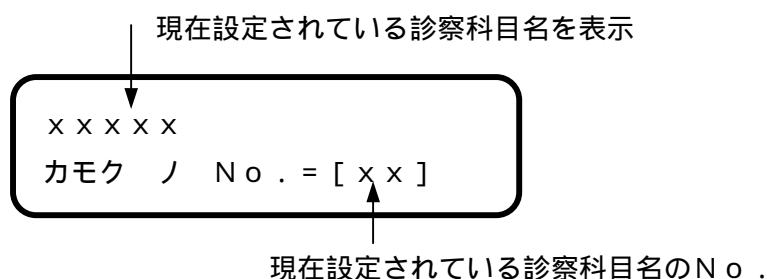 現在設定されている診察科目名を表示
ｘｘｘｘｘ
カモク　ノ　Ｎｏ．＝［ｘｘ］
現在設定されている診察科目名のＮｏ．